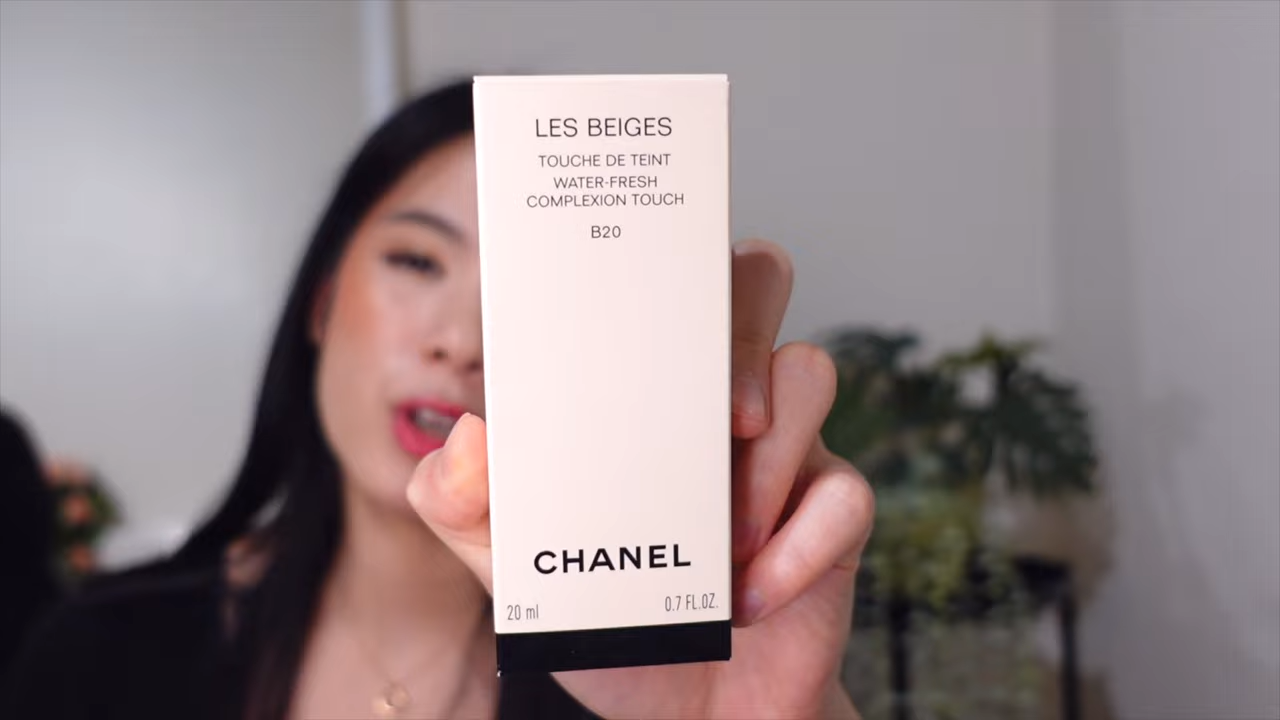 LES BEIGES
TOUCHE DE TEINT
WATER-FRESH
COMPLEXION TOUCH
B20
CHANEL
20 ml 0.7 FL.OZ.